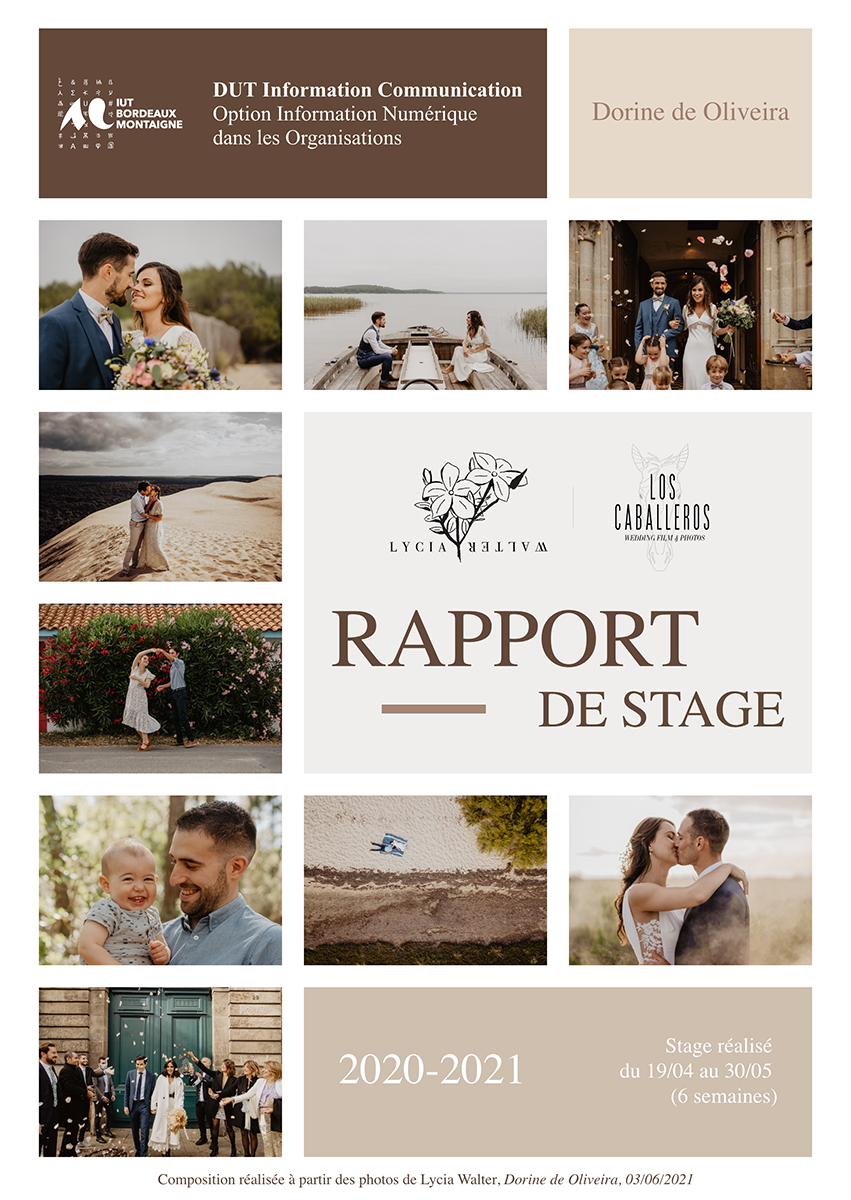 IUT
BORDEAUX
MONTAIGNE
DUT Information Communication
Option Information Numérique
dans les Organisations
Dorine de Oliveira
LYCIA WALTER
LOS
CABALLEROS
WEDDING FILM & PHOTOS
RAPPORT
DE STAGE
2020-2021
Stage réalisé
du 19/04 au 30/05
(6 semaines)
Composition réalisée à partir des photos de Lycia Walter, Dorine de Oliveira, 03/06/2021